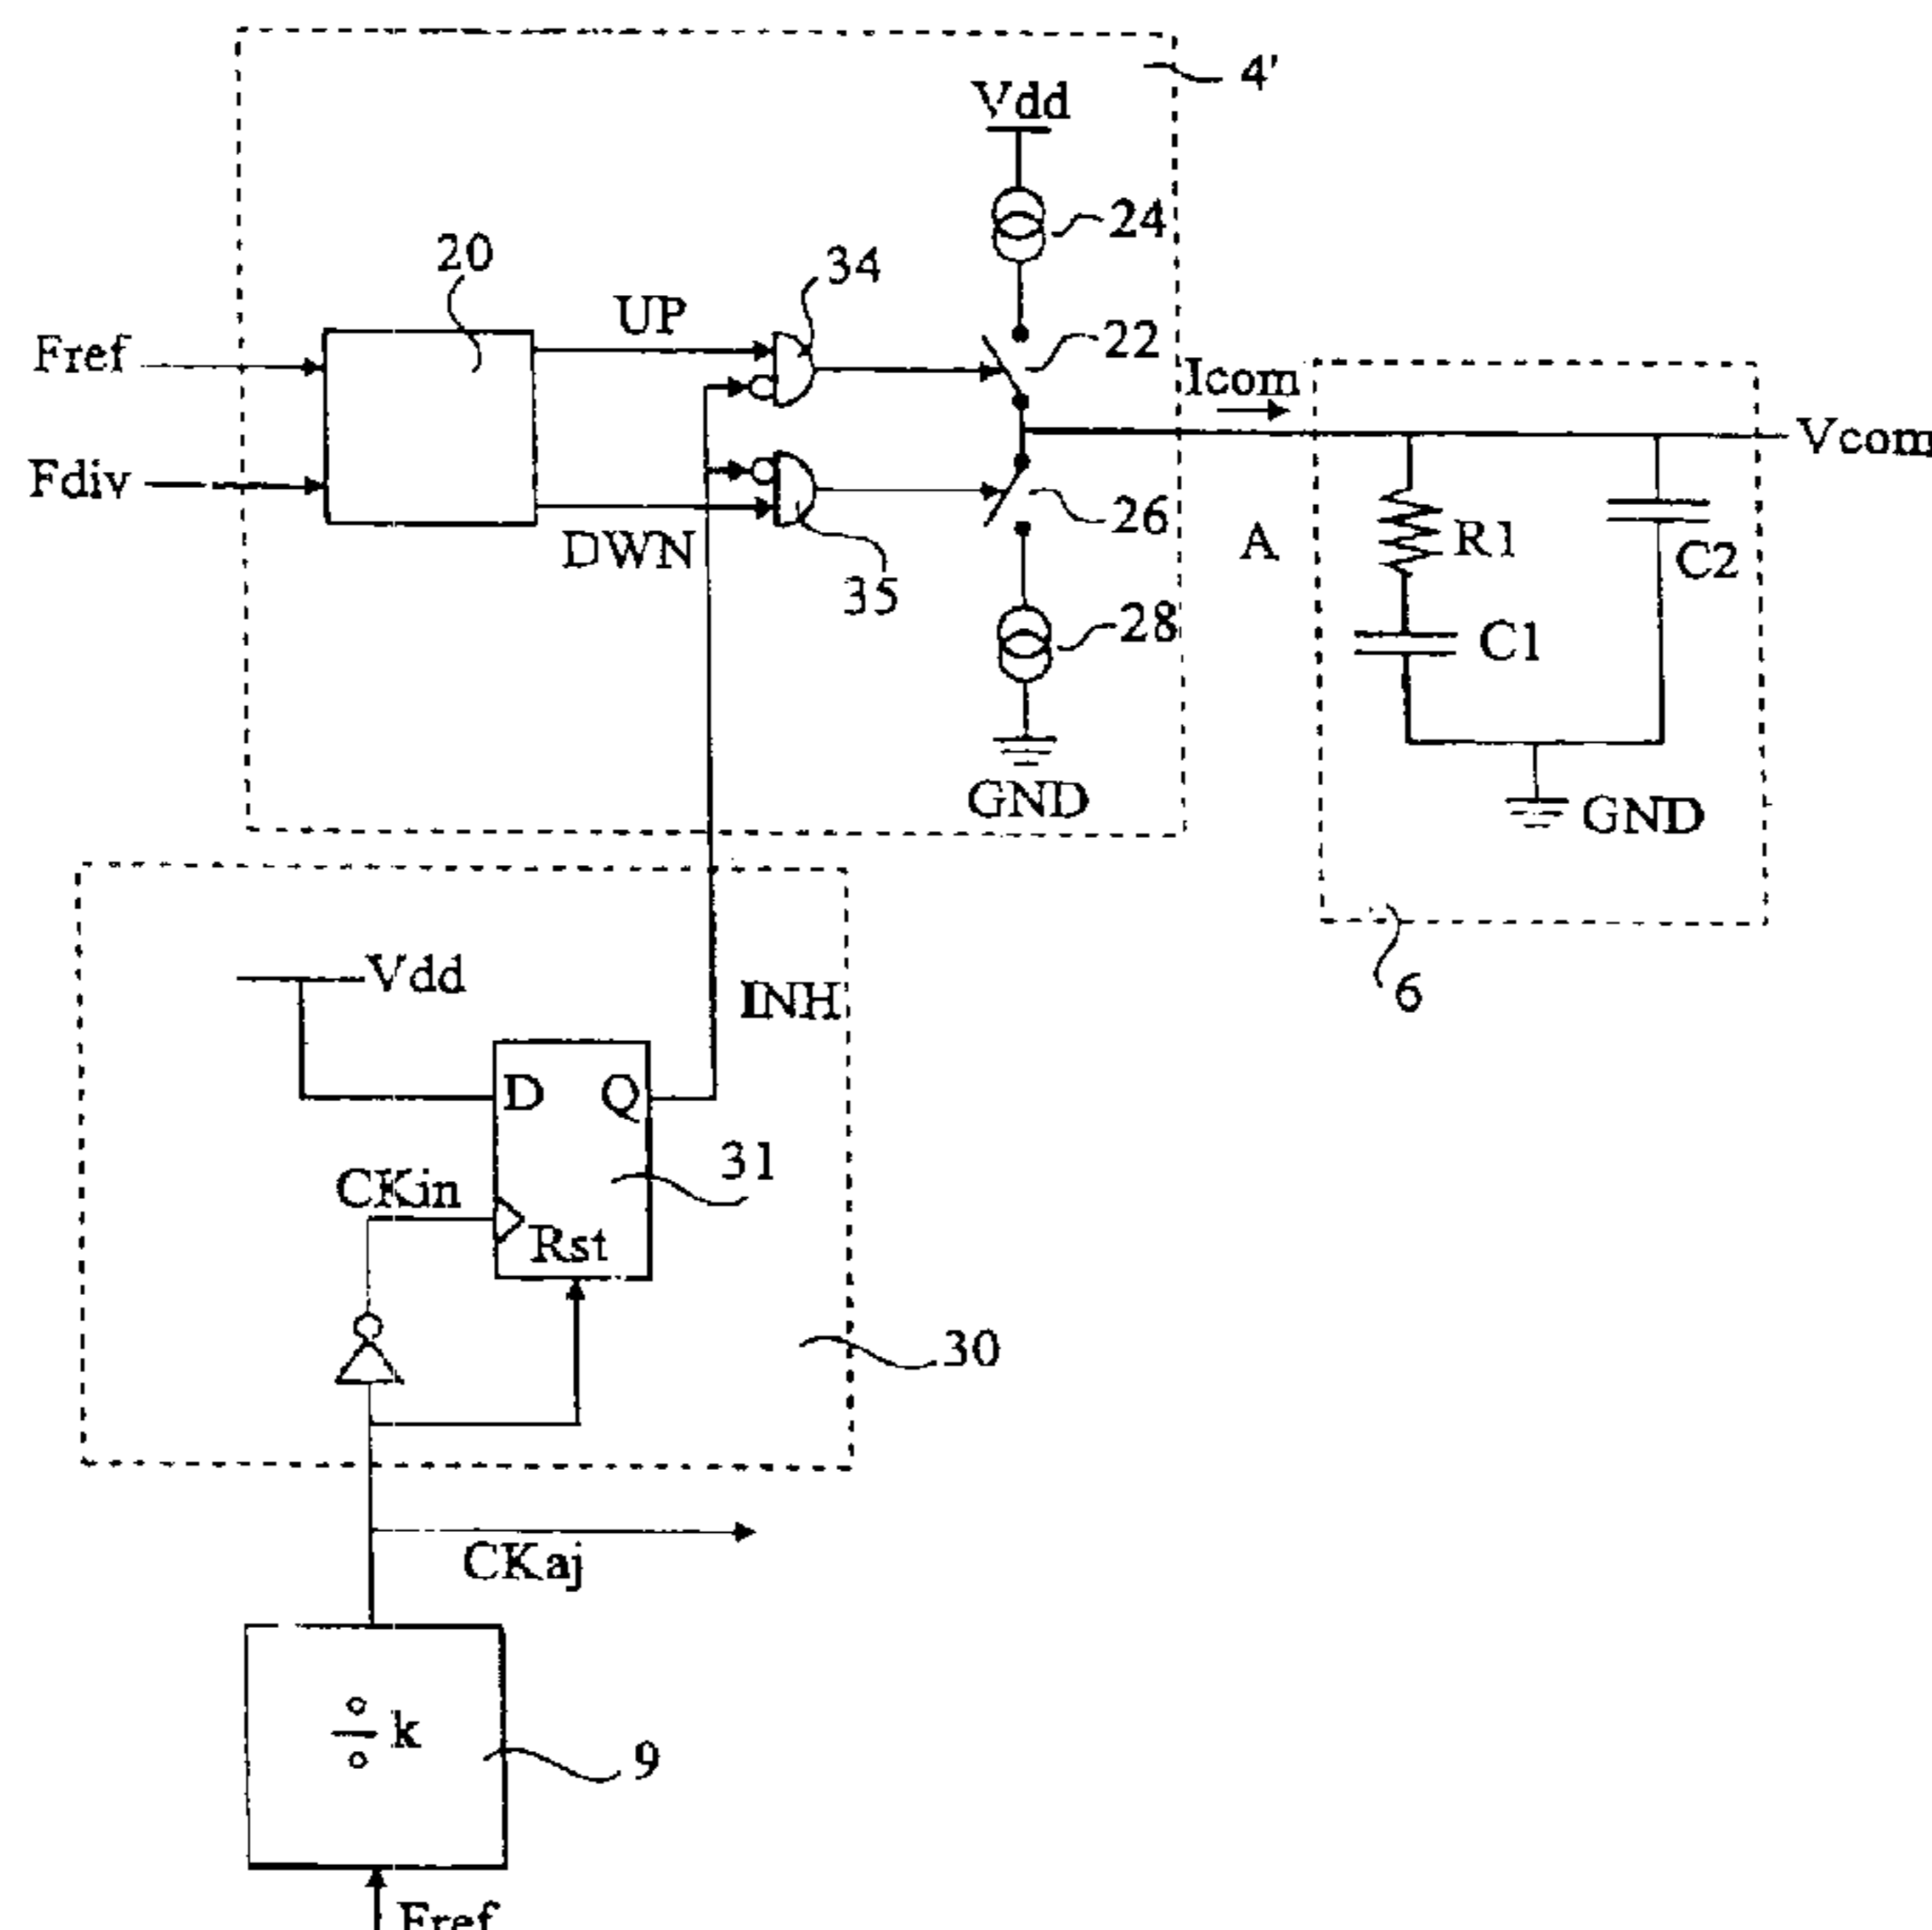 4'
Vdd
24
20
34
UP
22
Fref
Icom
Vcom
Fdiv
26
A
R1
C2
DWN
35
28
C1
GND
GND
Vdd
INH
6
D
Q
31
CKin
Rst
30
CKaj
k
9
Fref